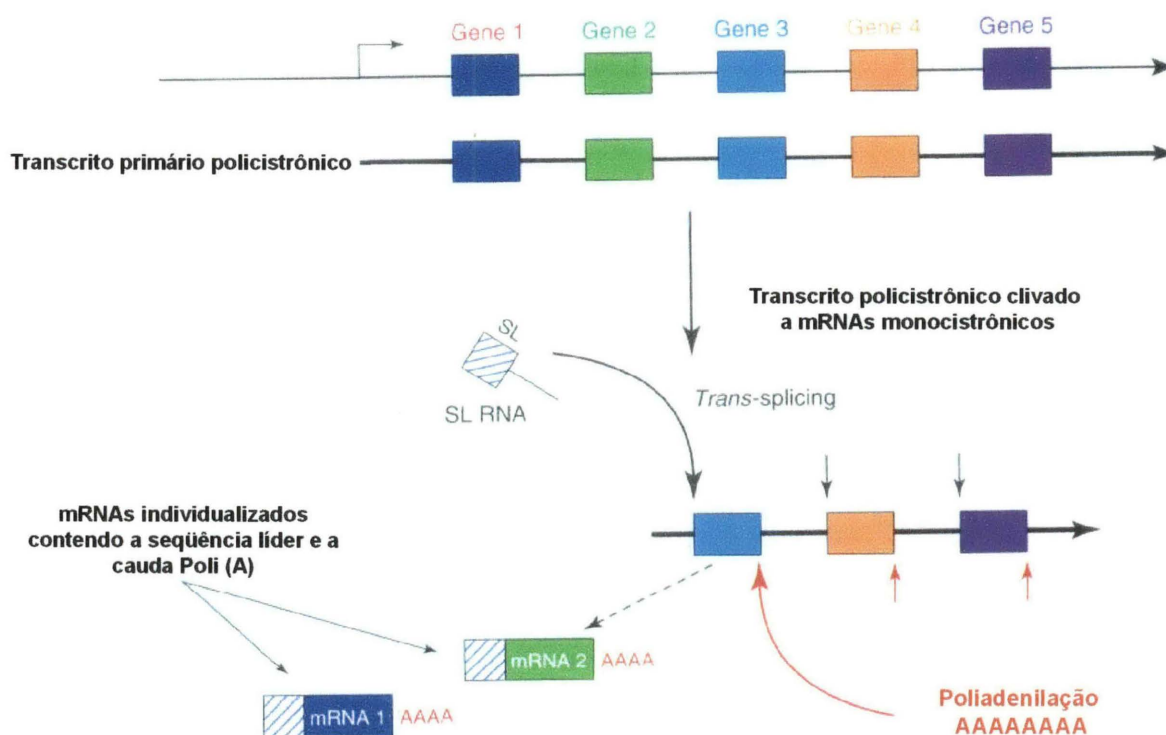 Gene 1 Gene 2 Gene 3 Gene 4 Gene 5
Transcrito primário policistrônico
Transcrito policistrônico clivado
a mRNAs monocistrônicos
SL
SL RNA
Trans-splicing
mRNAs individualizados
contendo a seqüência líder e a
cauda Poli (A)
mRNA 2 AAAA
mRNA 1 AAAA
Poliadenilação
AAAAAAAA